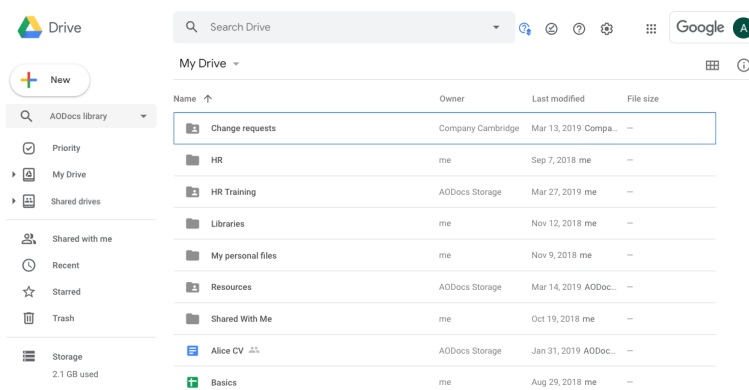 Drive
Search Drive
Google A
New
My Drive
AODocs library
Priority
My Drive
Shared drives
Shared with me
Recent
Starred
Trash
Storage
2.1 GB used
Name Owner Last modified File size
Change requests Company Cambridge Mar 13, 2019 Compa... —
HR me Sep 7, 2018 me —
HR Training AODocs Storage Mar 27, 2019 me —
Libraries me Nov 12, 2018 me —
My personal files me Nov 9, 2018 me —
Resources AODocs Storage Mar 14, 2019 AODoc... —
Shared With Me me Oct 19, 2018 me —
Alice CV AODocs Storage Jan 31, 2019 AODoc... —
Basics me Aug 29, 2018 me —